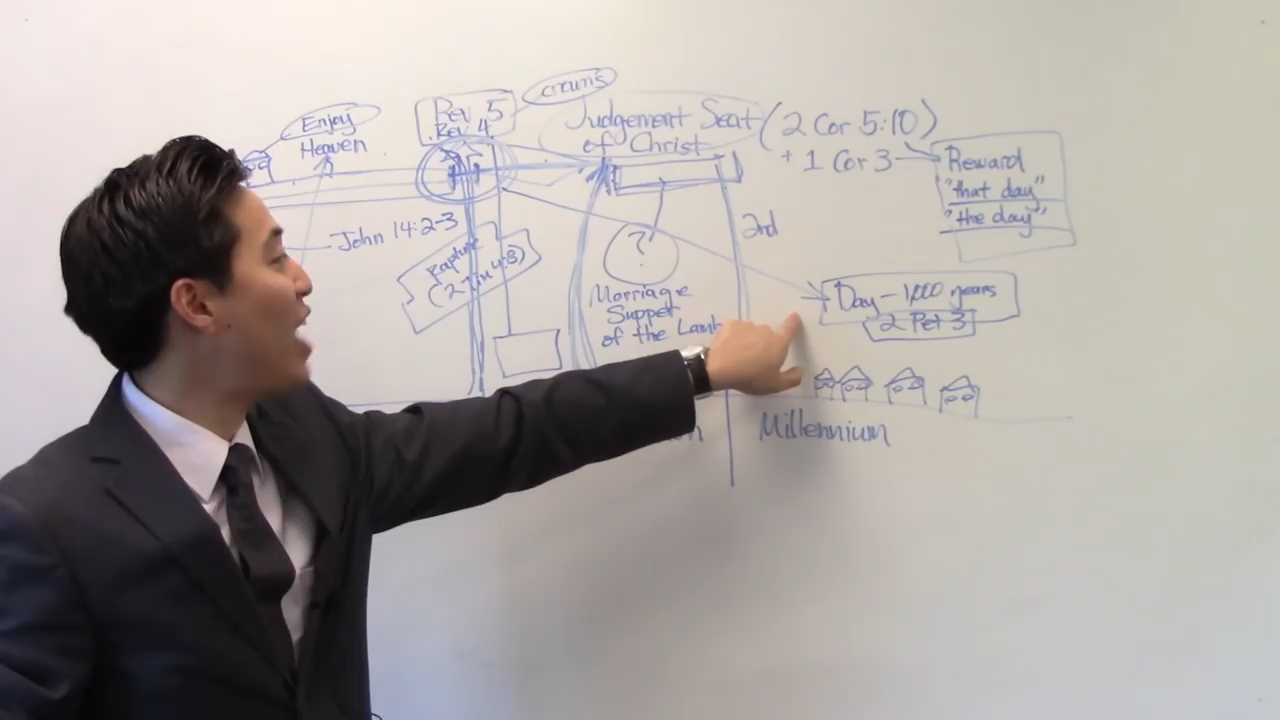 Enjoy
Heaven
Rev 5
Rev 4
crowns
Judgement Seat
of Christ
(2 Cor 5:10)
+ 1 Cor 3
Reward
"that day"
"the day"
John 14:2-3
Rapture
(2 Tim 4:8)
?
Marriage
Supper
of the Lamb
2nd
Day - 1,000 years
2 Pet 3
Millennium